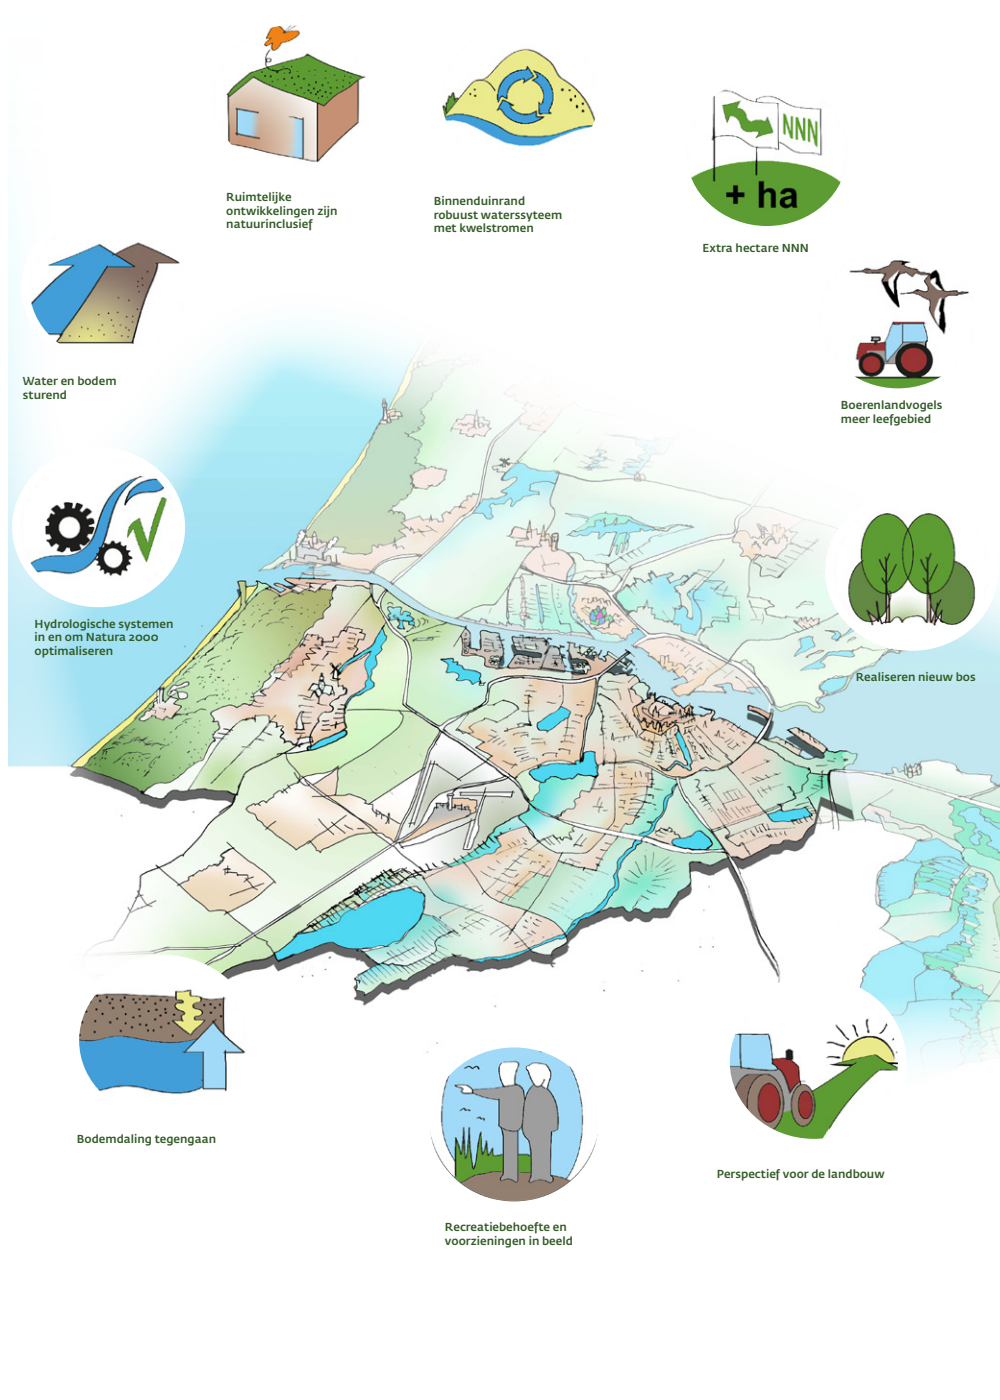 Ruimtelijke
ontwikkelingen zijn
natuurinclusief
Binnenduinrand
robuust waterssyteem
met kwelstromen
NNN
+ ha
Extra hectare NNN
Water en bodem
sturend
Boerenlandvogels
meer leefgebied
Hydrologische systemen
in en om Natura 2000
optimaliseren
Realiseren nieuw bos
Bodemdaling tegengaan
Perspectief voor de landbouw
Recreatiebehoefte en
voorzieningen in beeld